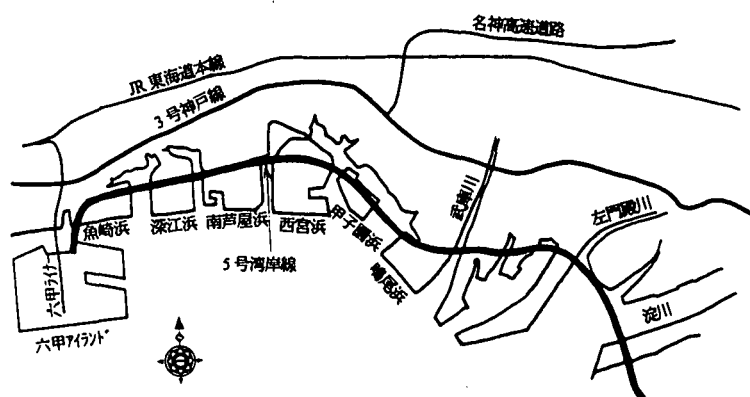 名神高速道路
JR 東海道本線
3号神戸線
武庫川
左門殿川
魚崎浜
深江浜
南芦屋浜
西宮浜
甲子園浜
鳴尾浜
5号湾岸線
淀川
六甲ライナー
六甲アイランド